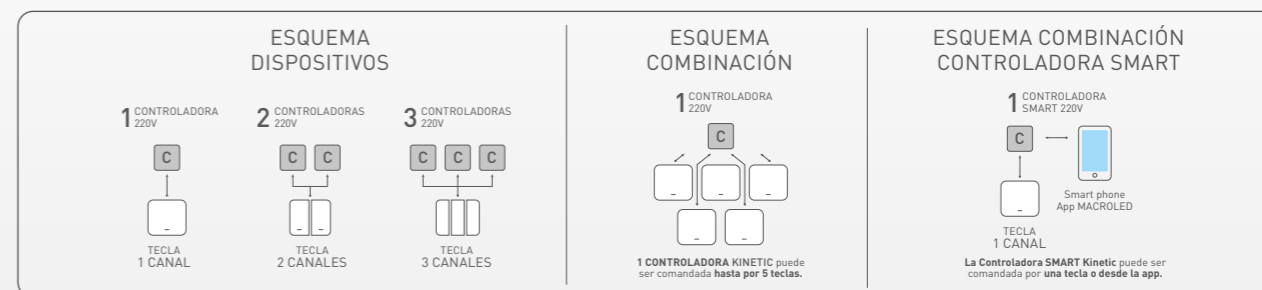 ESQUEMA
DISPOSITIVOS
1 CONTROLADORA
220V
C
TECLA
1 CANAL
2 CONTROLADORAS
220V
C C
TECLA
2 CANALES
3 CONTROLADORAS
220V
C C C
TECLA
3 CANALES
ESQUEMA
COMBINACIÓN
1 CONTROLADORA
220V
C
1 CONTROLADORA KINETIC puede
ser comandada hasta por 5 teclas.
ESQUEMA COMBINACIÓN
CONTROLADORA SMART
1 CONTROLADORA
SMART 220V
C
Smart phone
App MACROLED
TECLA
1 CANAL
La Controladora SMART Kinetic puede ser
comandada por una tecla o desde la app.